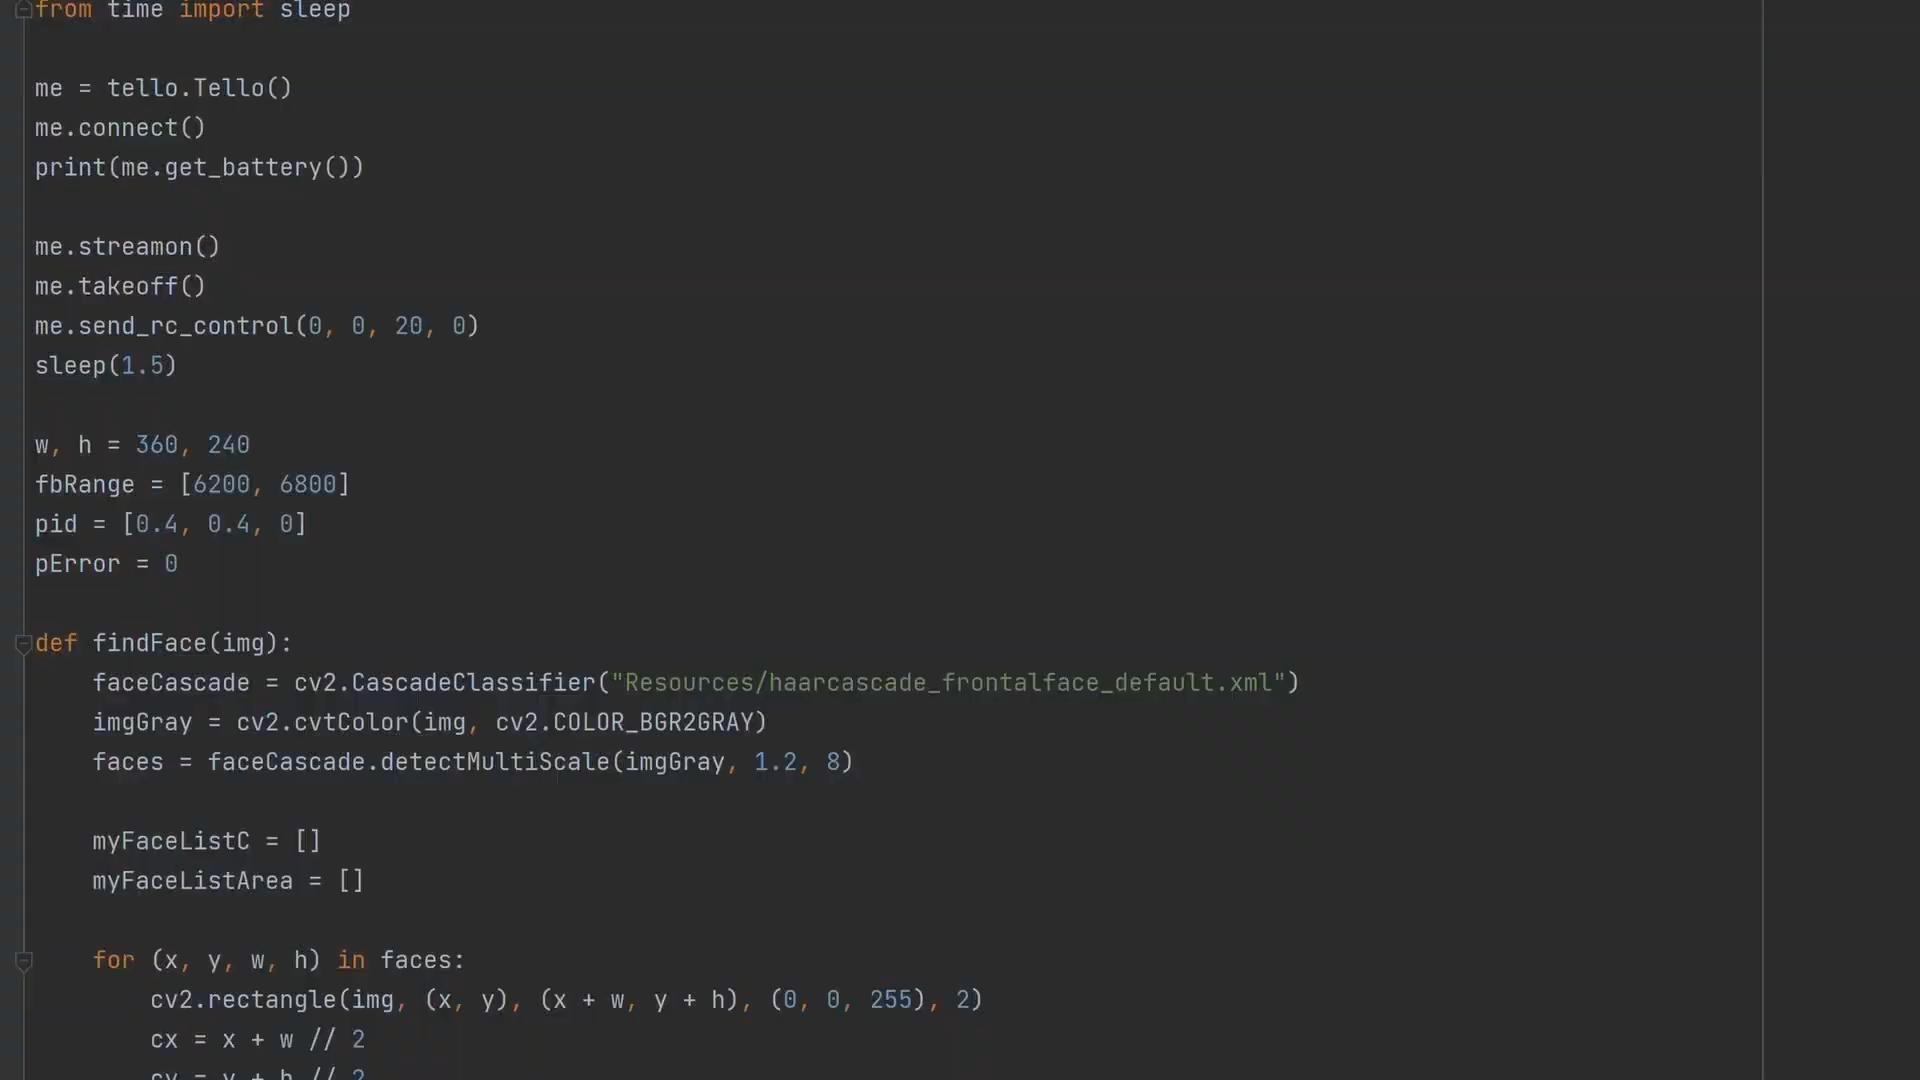 from time import sleep
me = tello.Tello()
me.connect()
print(me.get_battery())
me.streamon()
me.takeoff()
me.send_rc_control(0, 0, 20, 0)
sleep(1.5)
w, h = 360, 240
fbRange = [6200, 6800]
pid = [0.4, 0.4, 0]
pError = 0
def findFace(img):
    faceCascade = cv2.CascadeClassifier("Resources/haarcascade_frontalface_default.xml")
    imgGray = cv2.cvtColor(img, cv2.COLOR_BGR2GRAY)
    faces = faceCascade.detectMultiScale(imgGray, 1.2, 8)
    myFaceListC = []
    myFaceListArea = []
    for (x, y, w, h) in faces:
        cv2.rectangle(img, (x, y), (x + w, y + h), (0, 0, 255), 2)
        cx = x + w // 2
        cy = y + h // 2